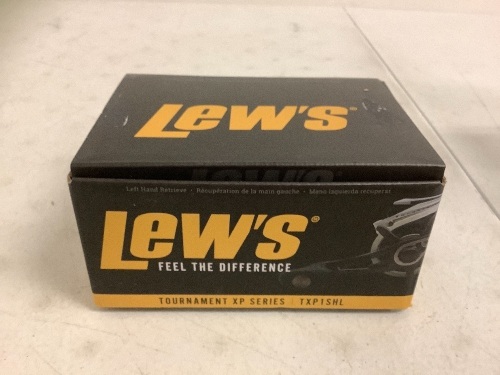 Lew's®
Left Hand Retrieve • Récupération de la main gauche • Mano izquierda recuperar
Lew's®
FEEL THE DIFFERENCE
TOURNAMENT XP SERIES | TXP1SHL